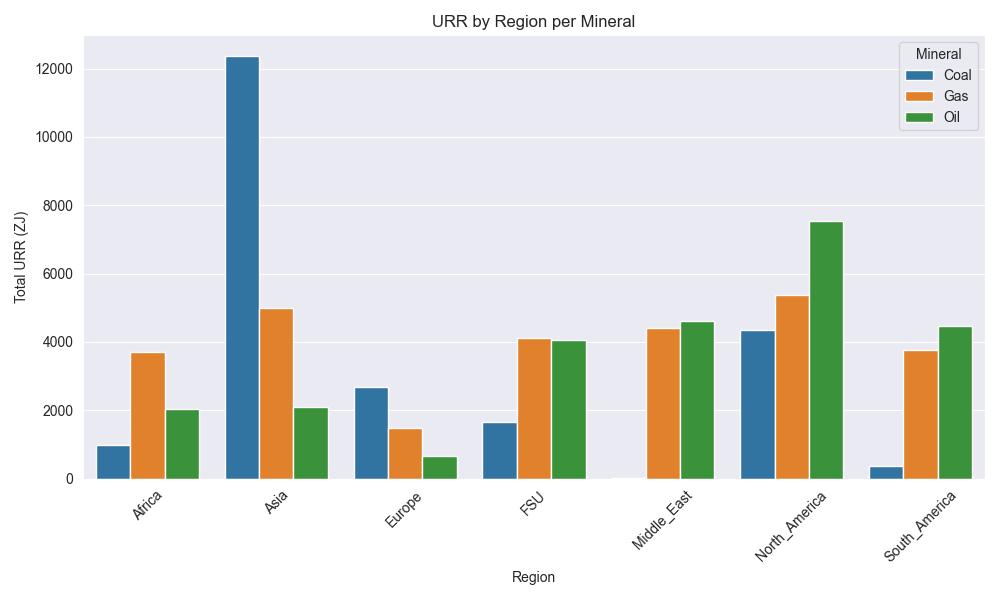 URR by Region per Mineral
Mineral
Coal
Gas
Oil
Total URR (ZJ)
12000
10000
8000
6000
4000
2000
0
Africa
Asia
Europe
FSU
Middle_East
North_America
South_America
Region